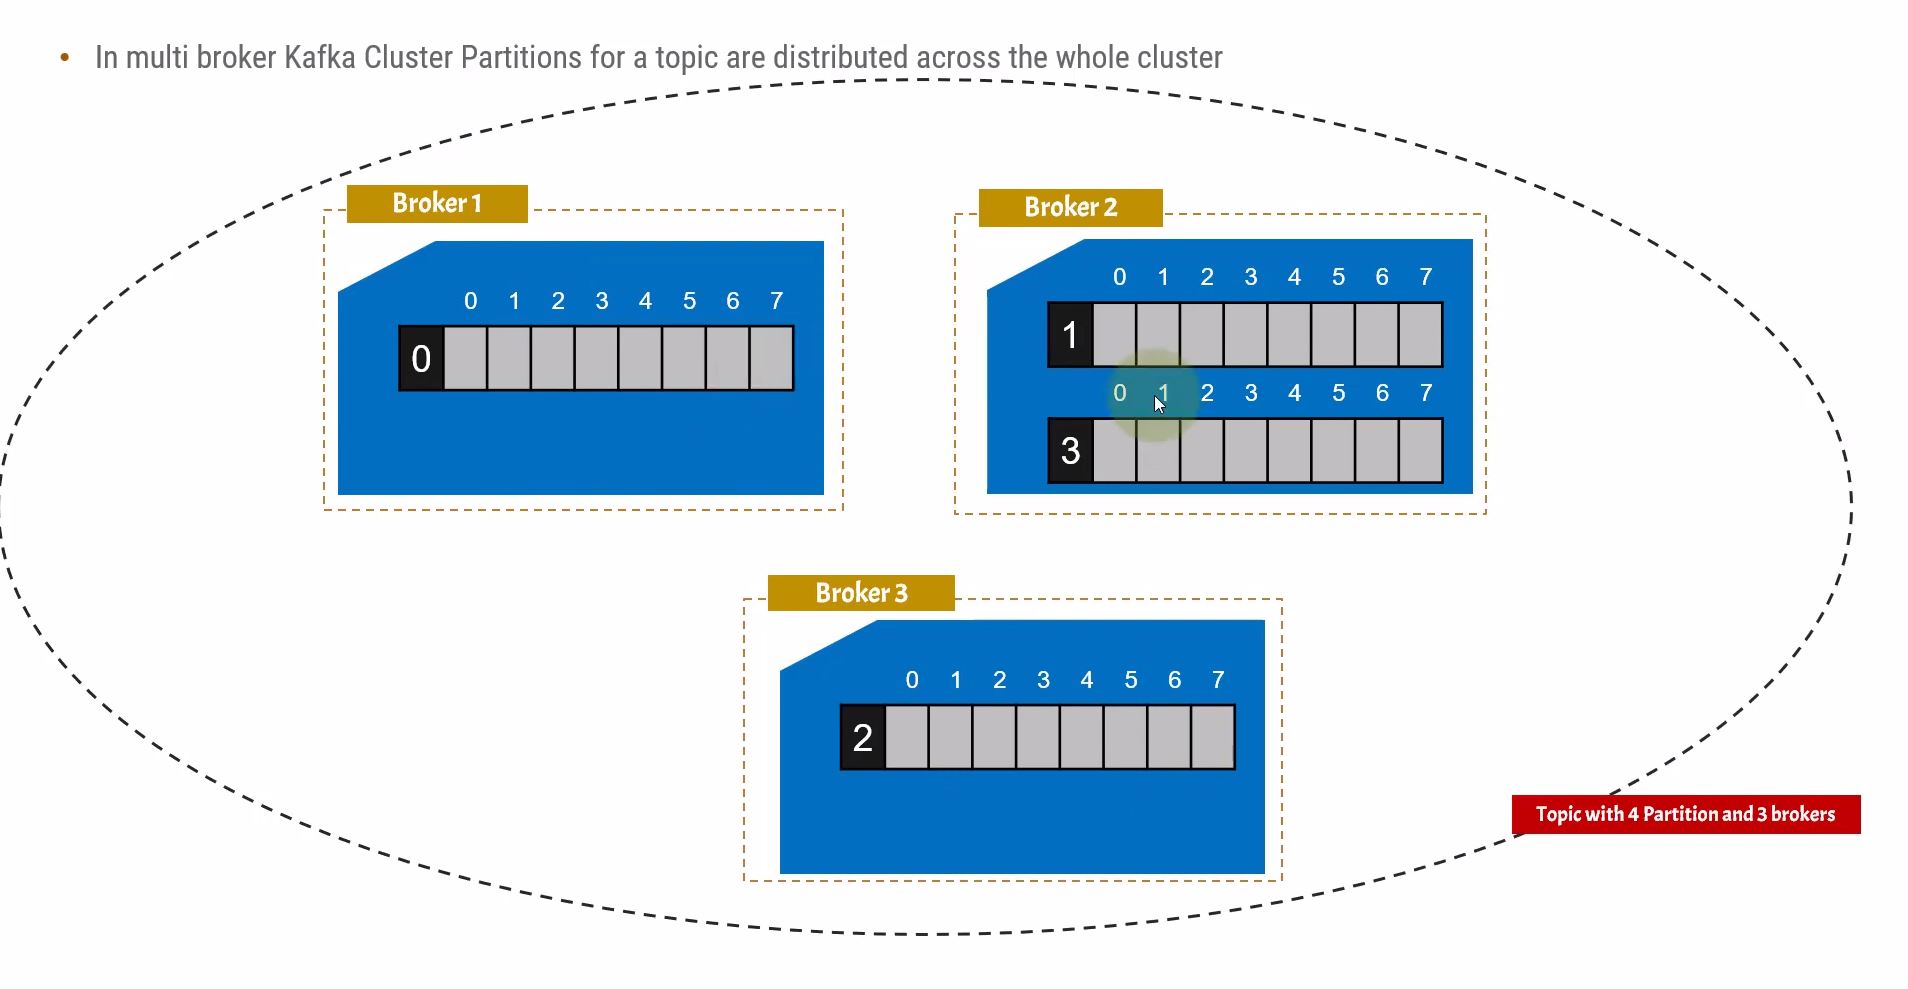 • In multi broker Kafka Cluster Partitions for a topic are distributed across the whole cluster
Broker 1
0 1 2 3 4 5 6 7
0
Broker 2
0 1 2 3 4 5 6 7
1
0 1 2 3 4 5 6 7
3
Broker 3
0 1 2 3 4 5 6 7
2
Topic with 4 Partition and 3 brokers